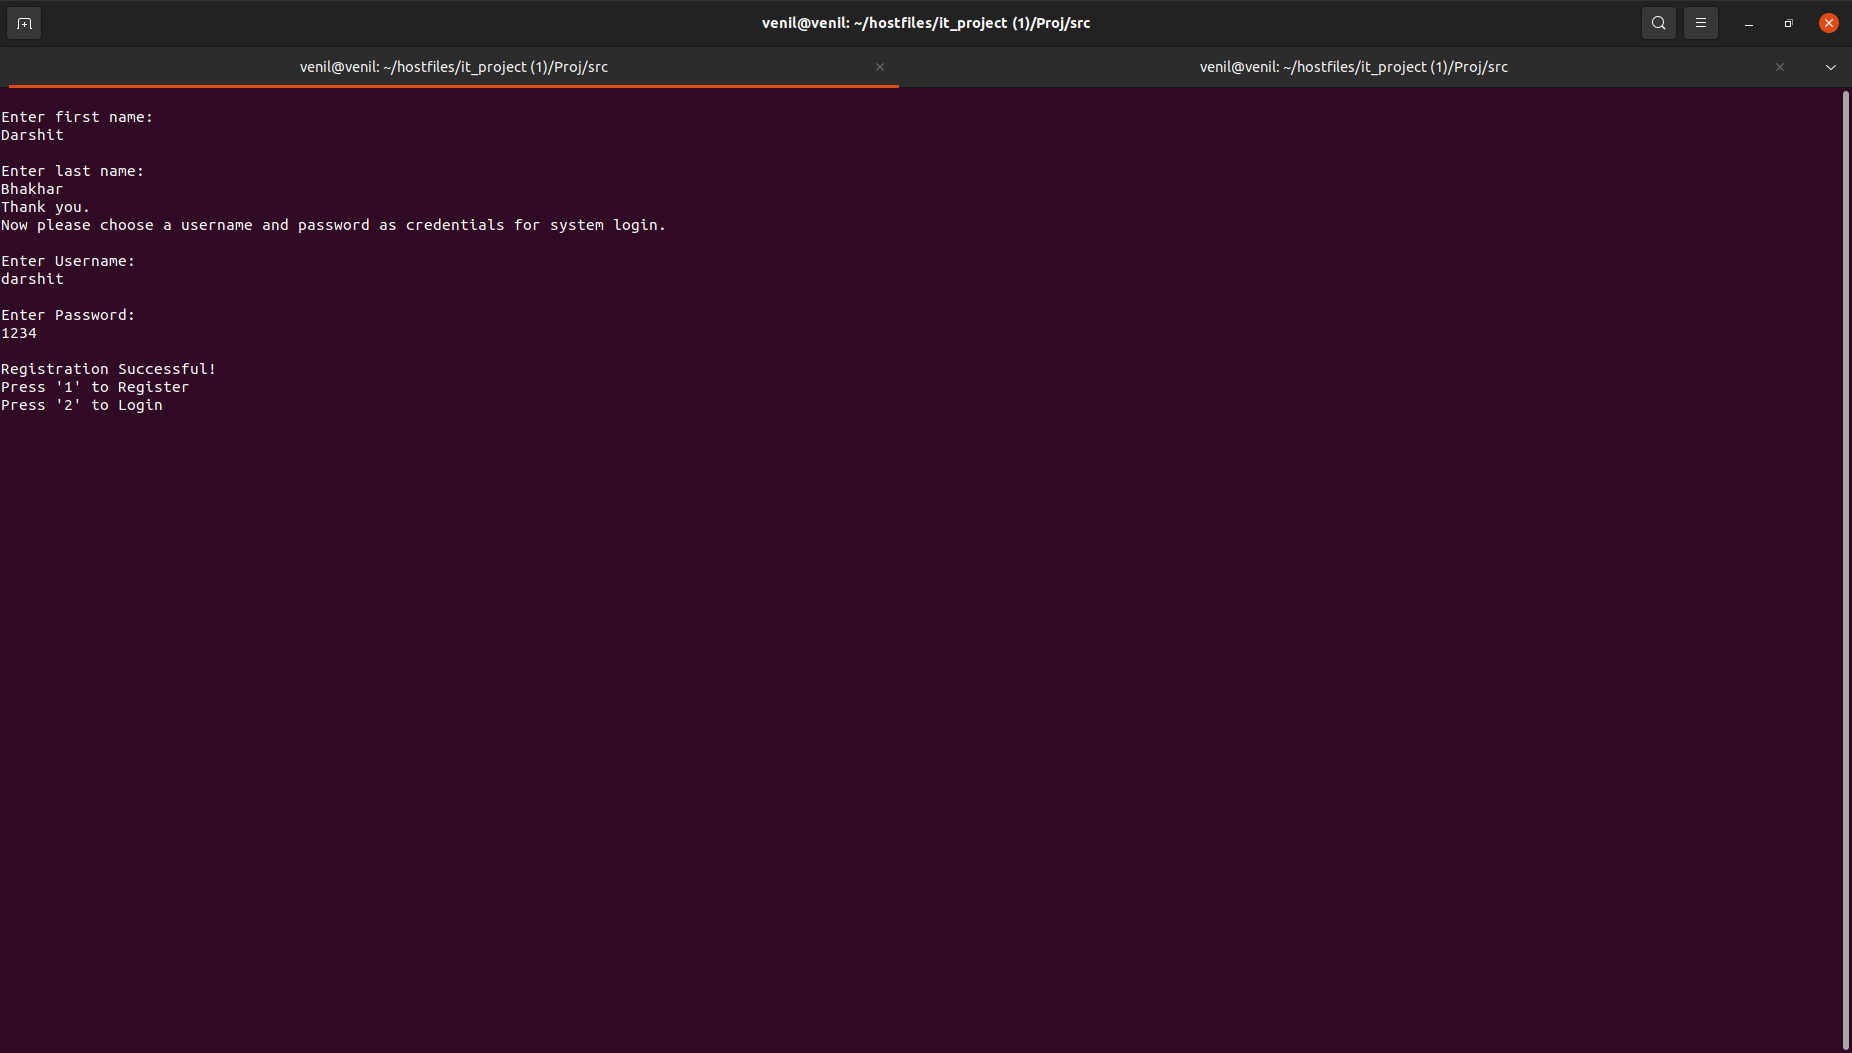 venil@venil: ~/hostfiles/it_project (1)/Proj/src
venil@venil: ~/hostfiles/it_project (1)/Proj/src
venil@venil: ~/hostfiles/it_project (1)/Proj/src
Enter first name:
Darshit
Enter last name:
Bhakhar
Thank you.
Now please choose a username and password as credentials for system login.
Enter Username:
darshit
Enter Password:
1234
Registration Successful!
Press '1' to Register
Press '2' to Login